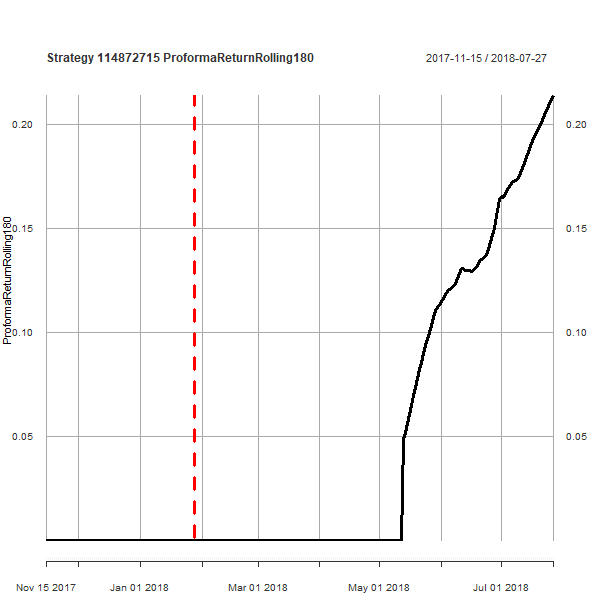 Strategy 114872715 ProformaReturnRolling180
2017-11-15 / 2018-07-27
ProformaReturnRolling180
0.20
0.15
0.10
0.05
0.20
0.15
0.10
0.05
Nov 15 2017
Jan 01 2018
Mar 01 2018
May 01 2018
Jul 01 2018